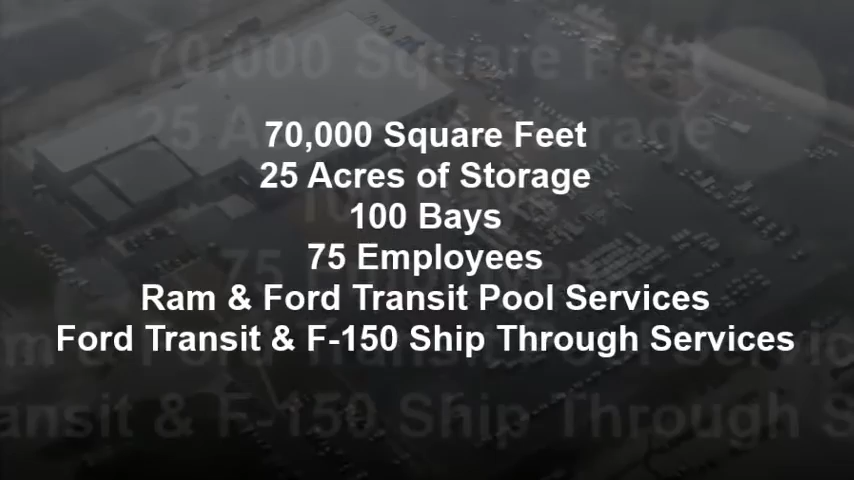 70,000 Square Feet
25 Acres of Storage
100 Bays
75 Employees
Ram & Ford Transit Pool Services
Ford Transit & F-150 Ship Through Services